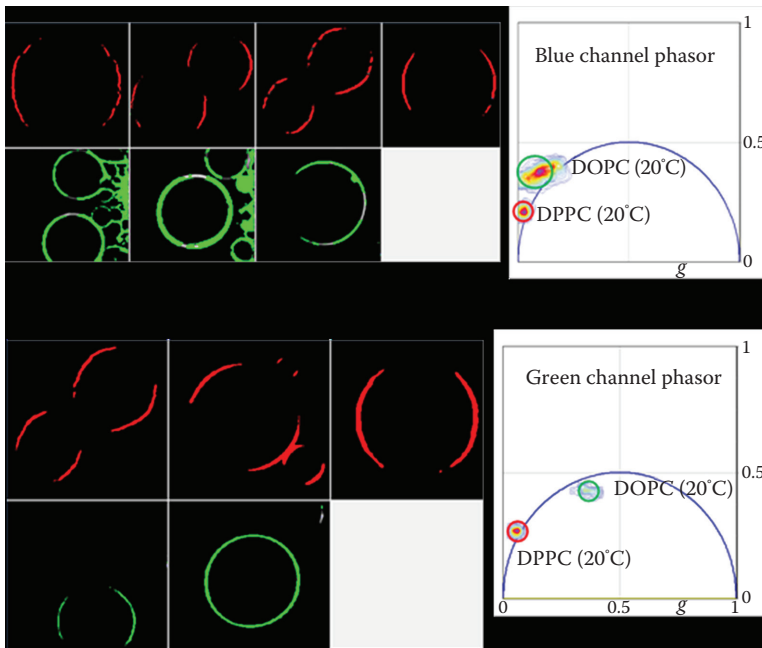 1
Blue channel phasor
0.5
DOPC (20°C)
DPPC (20°C)
0
g
1
Green channel phasor
0.5
DOPC (20°C)
DPPC (20°C)
0
0
0.5
g
1